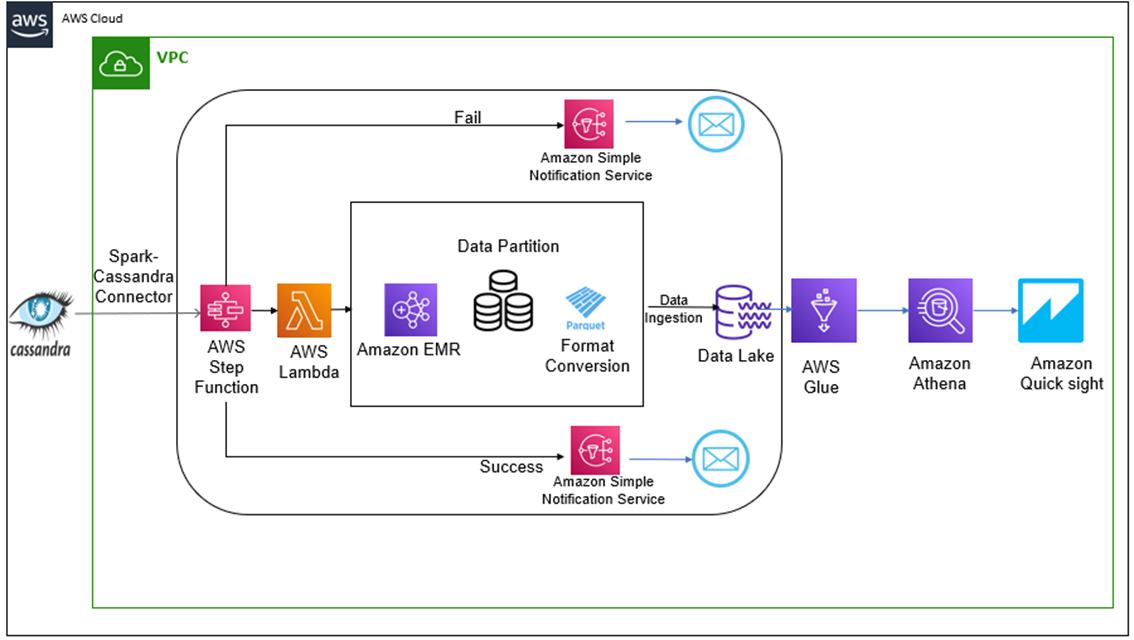 aws
AWS Cloud
VPC
Fail
Amazon Simple
Notification Service
Spark-
Cassandra
Connector
cassandra
AWS
Step
Function
AWS
Lambda
Data Partition
Amazon EMR
Parquet
Format
Conversion
Data
Ingestion
Data Lake
AWS
Glue
Amazon
Athena
Amazon
Quick sight
Success
Amazon Simple
Notification Service